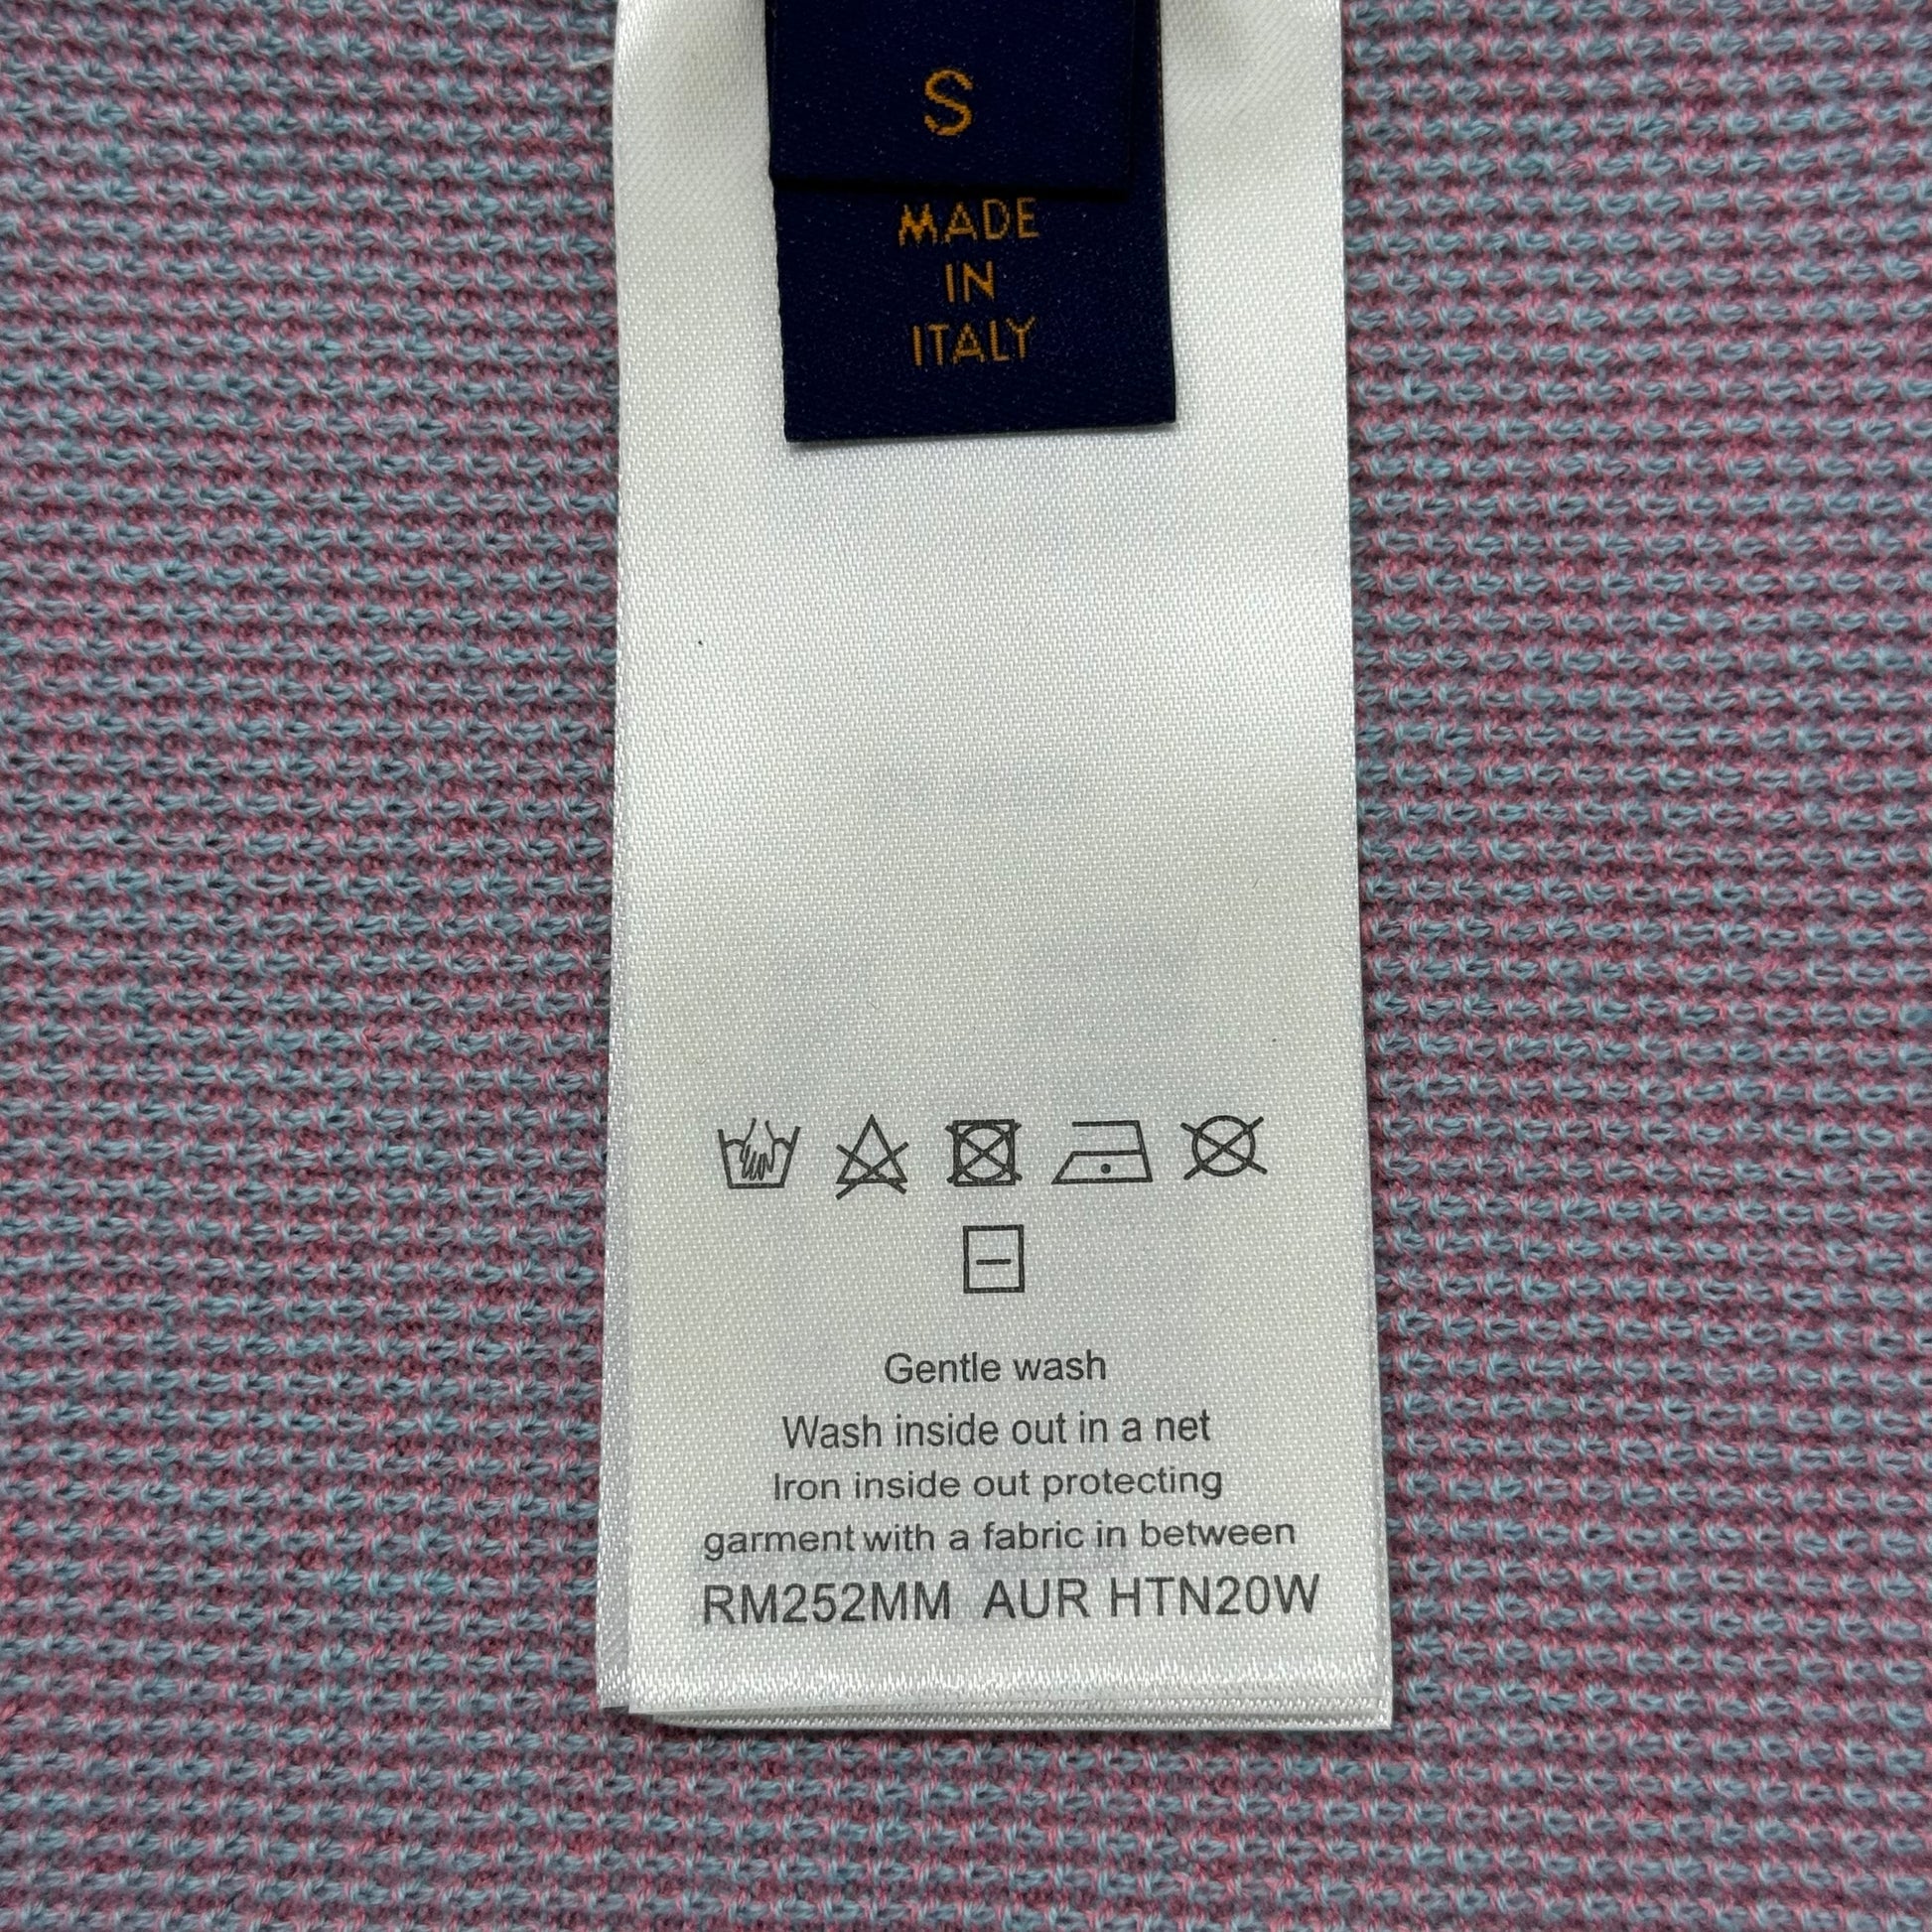 S
MADE
IN
ITALY
Gentle wash
Wash inside out in a net
Iron inside out protecting
garment with a fabric in between
RM252MM AUR HTN20W